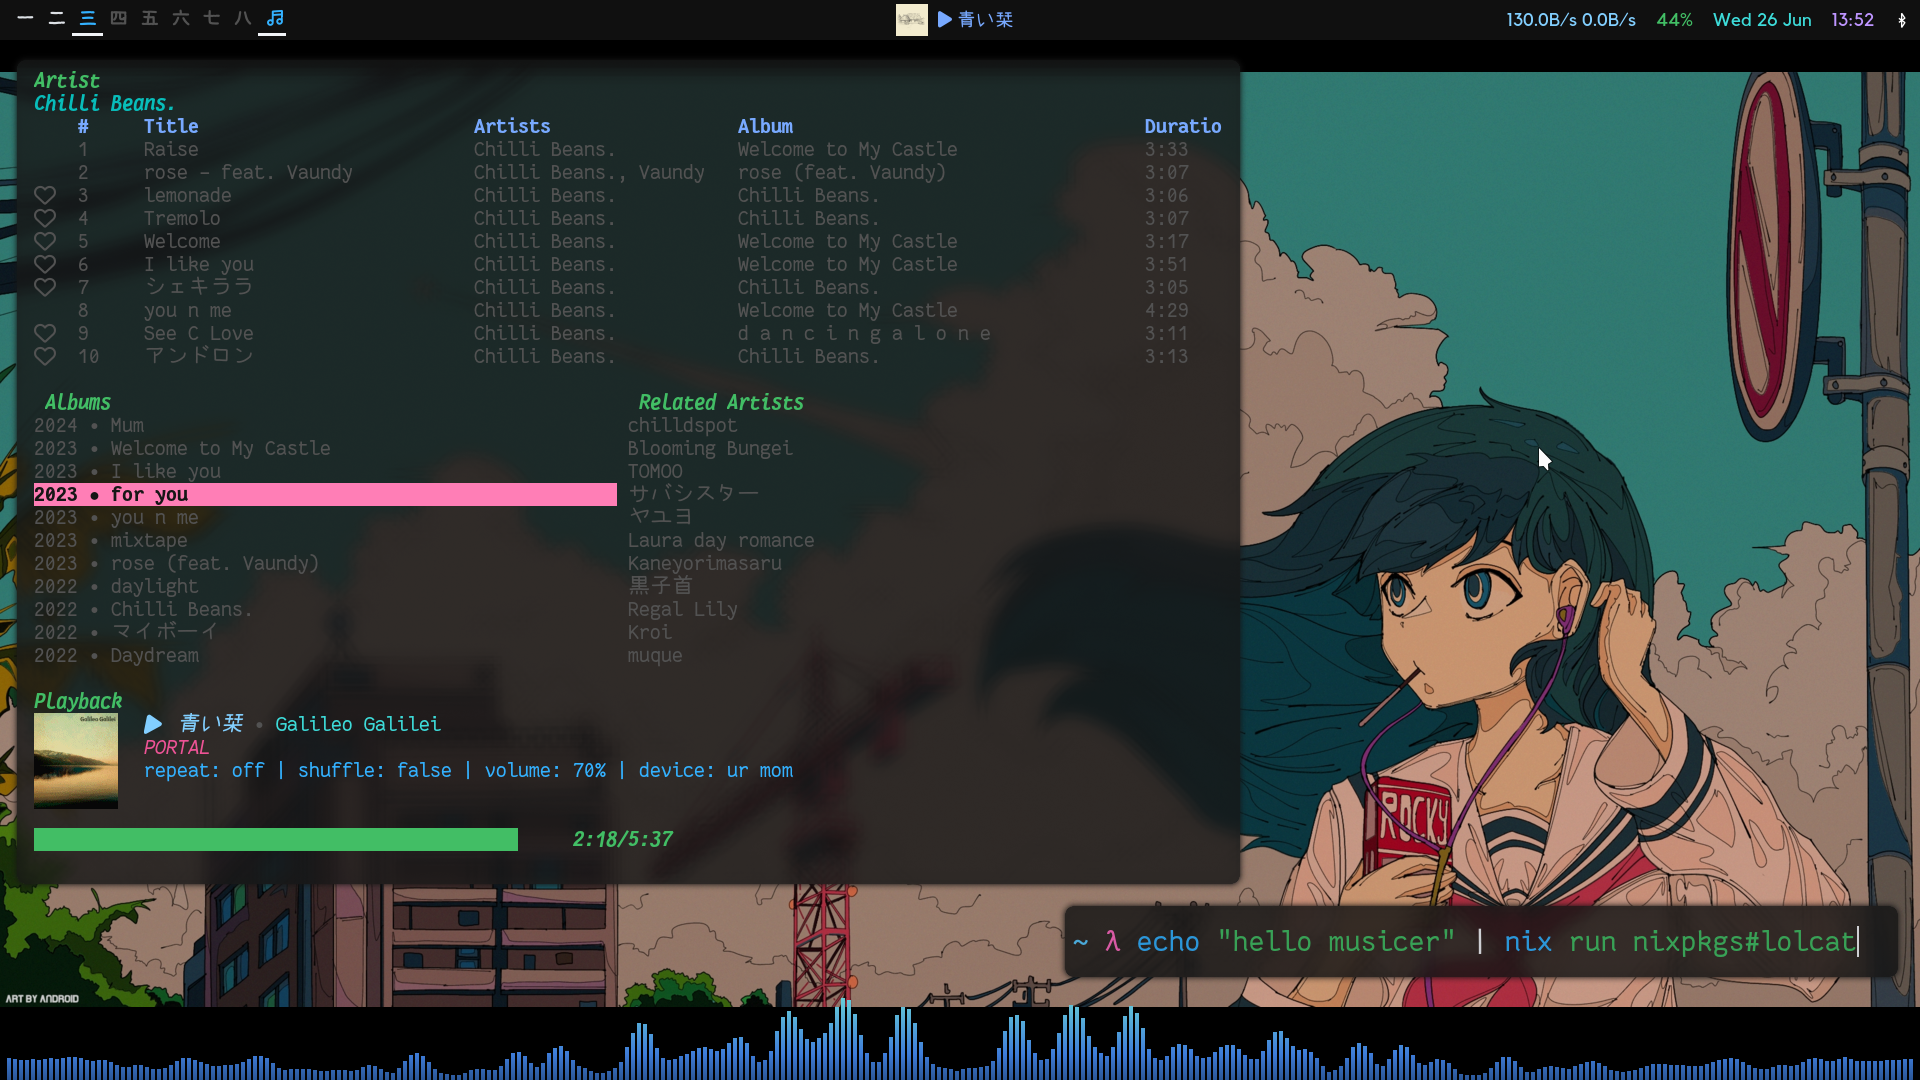 一 二 三 四 五 六 七 八
青い栞
130.0B/s 0.0B/s 44% Wed 26 Jun 13:52
Artist
Chilli Beans.
# Title Artists Album Duratio
1 Raise Chilli Beans. Welcome to My Castle 3:33
2 rose – feat. Vaundy Chilli Beans., Vaundy rose (feat. Vaundy) 3:07
3 lemonade Chilli Beans. Chilli Beans. 3:06
4 Tremolo Chilli Beans. Chilli Beans. 3:07
5 Welcome Chilli Beans. Welcome to My Castle 3:17
6 I like you Chilli Beans. Welcome to My Castle 3:51
7 シェキララ Chilli Beans. Chilli Beans. 3:05
8 you n me Chilli Beans. Welcome to My Castle 4:29
9 See C Love Chilli Beans. d a n c i n g a l o n e 3:11
10 アンドロン Chilli Beans. Chilli Beans. 3:13
Albums
2024 • Mum
2023 • Welcome to My Castle
2023 • I like you
2023 • for you
2023 • you n me
2023 • mixtape
2023 • rose (feat. Vaundy)
2022 • daylight
2022 • Chilli Beans.
2022 • マイボーイ
2022 • Daydream
Related Artists
chilldspot
Blooming Bungei
TOMOO
サバシスター
ヤユヨ
Laura day romance
Kaneyorimasaru
黒子首
Regal Lily
Kroi
muque
Playback
青い栞 • Galileo Galilei
PORTAL
repeat: off | shuffle: false | volume: 70% | device: ur mom
Galileo Galilei
2:18/5:37
ROCKY
~ λ echo "hello musicer" | nix run nixpkgs#lolcat
ART BY ANDROID